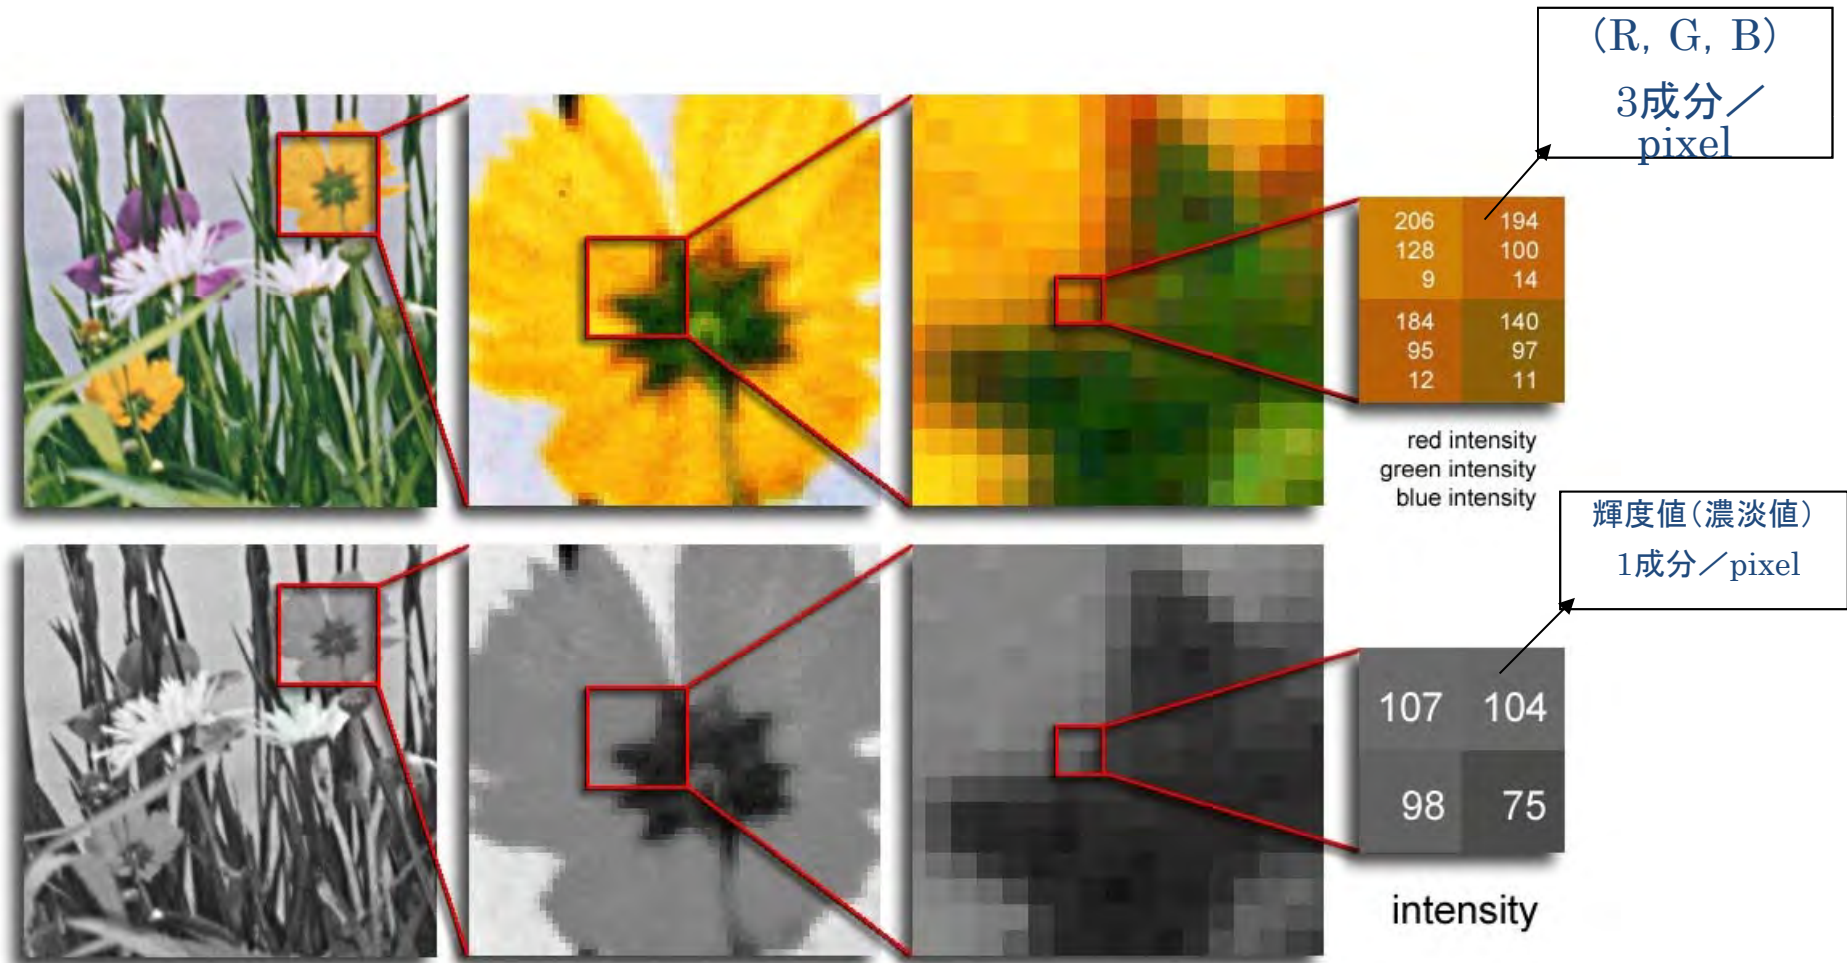 (R, G, B)
3成分／
pixel
206 194
128 100
9 14
184 140
95 97
12 11
red intensity
green intensity
blue intensity
輝度値(濃淡値)
1成分／pixel
107 104
98 75
intensity